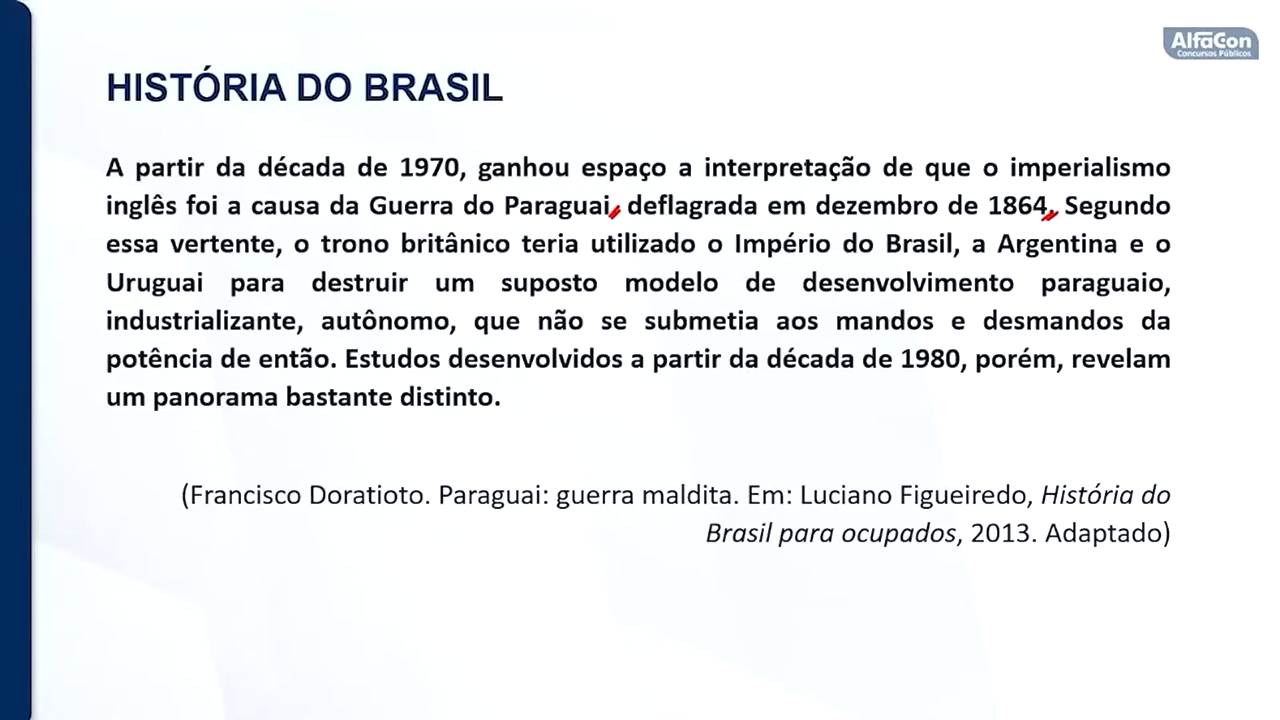 AlfaCon
Concursos Públicos
HISTÓRIA DO BRASIL
A partir da década de 1970, ganhou espaço a interpretação de que o imperialismo
inglês foi a causa da Guerra do Paraguai, deflagrada em dezembro de 1864. Segundo
essa vertente, o trono britânico teria utilizado o Império do Brasil, a Argentina e o
Uruguai para destruir um suposto modelo de desenvolvimento paraguaio,
industrializante, autônomo, que não se submetia aos mandos e desmandos da
potência de então. Estudos desenvolvidos a partir da década de 1980, porém, revelam
um panorama bastante distinto.
(Francisco Doratioto. Paraguai: guerra maldita. Em: Luciano Figueiredo, História do
Brasil para ocupados, 2013. Adaptado)